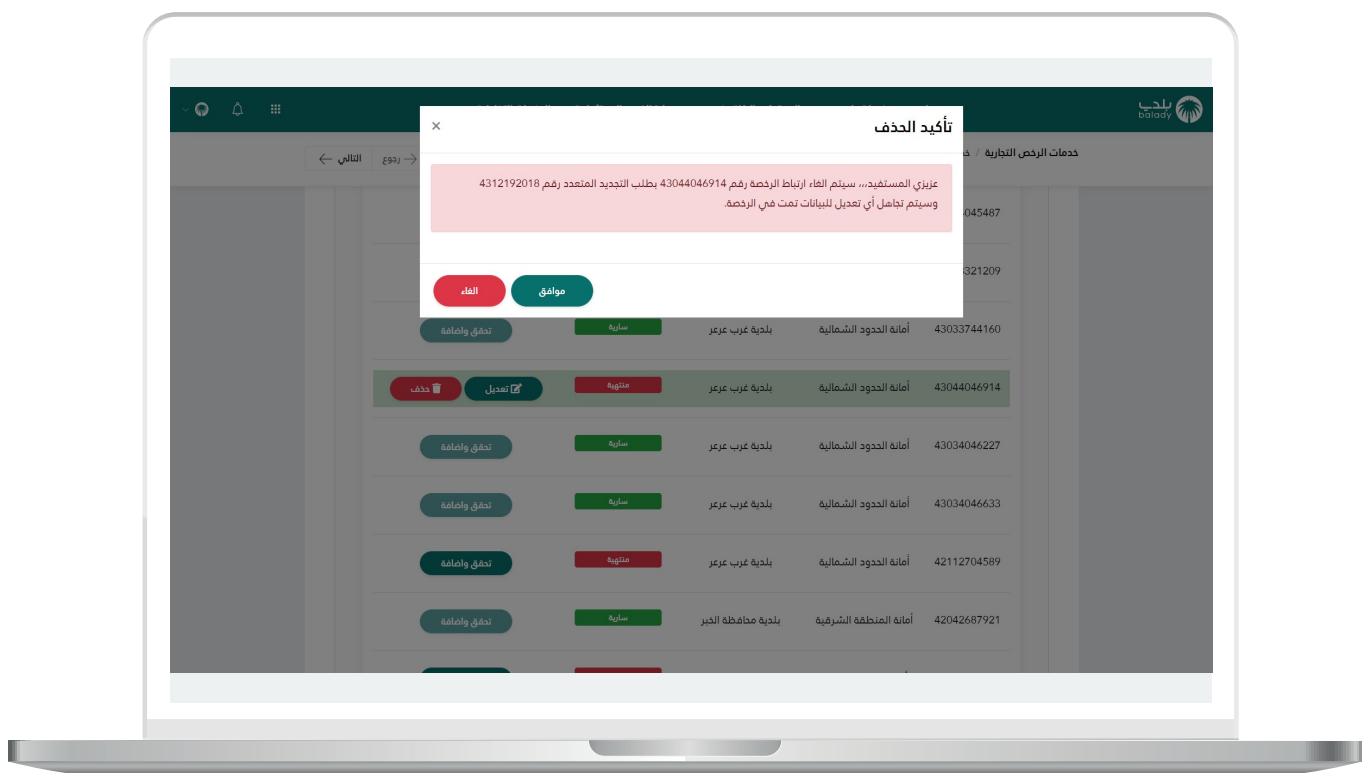 بلدي
balady
تأكيد الحذف
×
خدمات الرخص التجارية /
رجوع
التالي
عزيزي المستفيد،،، سيتم الغاء ارتباط الرخصة رقم 43044046914 بطلب التجديد المتعدد رقم 4312192018
وسيتم تجاهل أي تعديل للبيانات تمت في الرخصة.
045487
321209
موافق
الغاء
43033744160 أمانة الحدود الشمالية بلدية غرب عرعر سارية تحقق واضافة
43044046914 أمانة الحدود الشمالية بلدية غرب عرعر منتهية تعديل حذف
43034046227 أمانة الحدود الشمالية بلدية غرب عرعر سارية تحقق واضافة
43034046633 أمانة الحدود الشمالية بلدية غرب عرعر سارية تحقق واضافة
42112704589 أمانة الحدود الشمالية بلدية غرب عرعر منتهية تحقق واضافة
42042687921 أمانة المنطقة الشرقية بلدية محافظة الخبر سارية تحقق واضافة